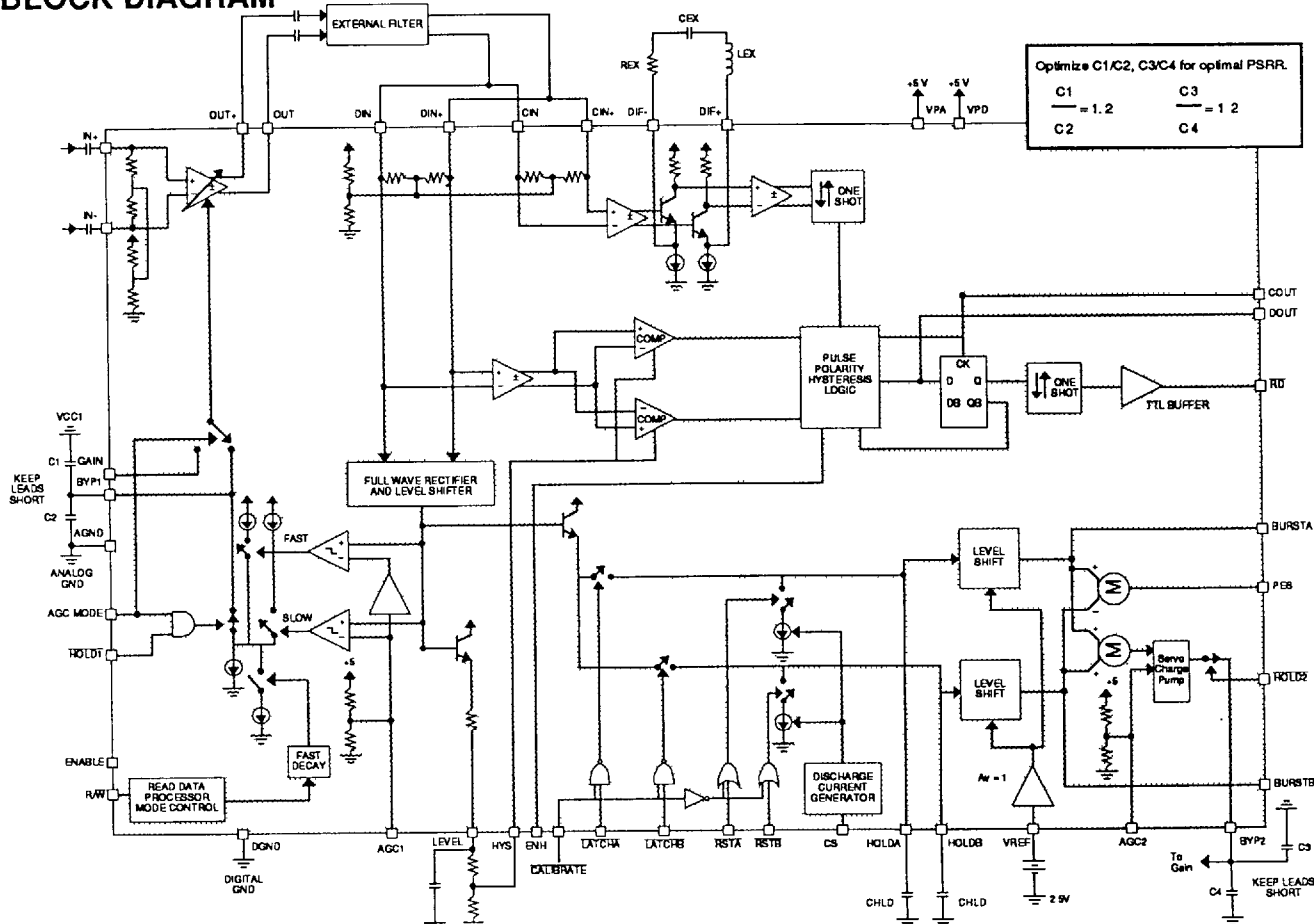 BLOCK DIAGRAM
EXTERNAL FILTER
CEX
REX
LEX
Optimize C1/C2, C3/C4 for optimal PSRR.
C1
C2
= 1.2
C3
C4
= 1 2
+5 V
+5 V
VPA
VPD
OUT+
OUT
DIN
DIN+
CIN
CIN+
DIF-
DIF+
IN+
IN-
+
-
±
ONE
SHOT
COUT
DOUT
COMP
COMP
PULSE
POLARITY
HYSTERESIS
LOGIC
CK
D
Q
DB
QB
ONE
SHOT
TTL BUFFER
RD
VCC1
C1
GAIN
KEEP
LEADS
SHORT
BYP1
C2
AGND
ANALOG
GND
FULL WAVE RECTIFIER
AND LEVEL SHIFTER
FAST
SLOW
AGC MODE
HOLD1
+5
LEVEL
SHIFT
BURSTA
M
PES
M
LEVEL
SHIFT
Servo
Charge
Pump
HOLD2
+5
ENABLE
R/W
READ DATA
PROCESSOR
MODE CONTROL
FAST
DECAY
DISCHARGE
CURRENT
GENERATOR
Av = 1
BURSTB
DGND
DIGITAL
GND
AGC1
LEVEL
HYS
ENH
CALIBRATE
LATCHA
LATCHB
RSTA
RSTB
CS
HOLDA
HOLDB
VREF
AGC2
BYP2
CHLD
CHLD
2 5V
To
Gain
C4
C3
KEEP LEADS
SHORT